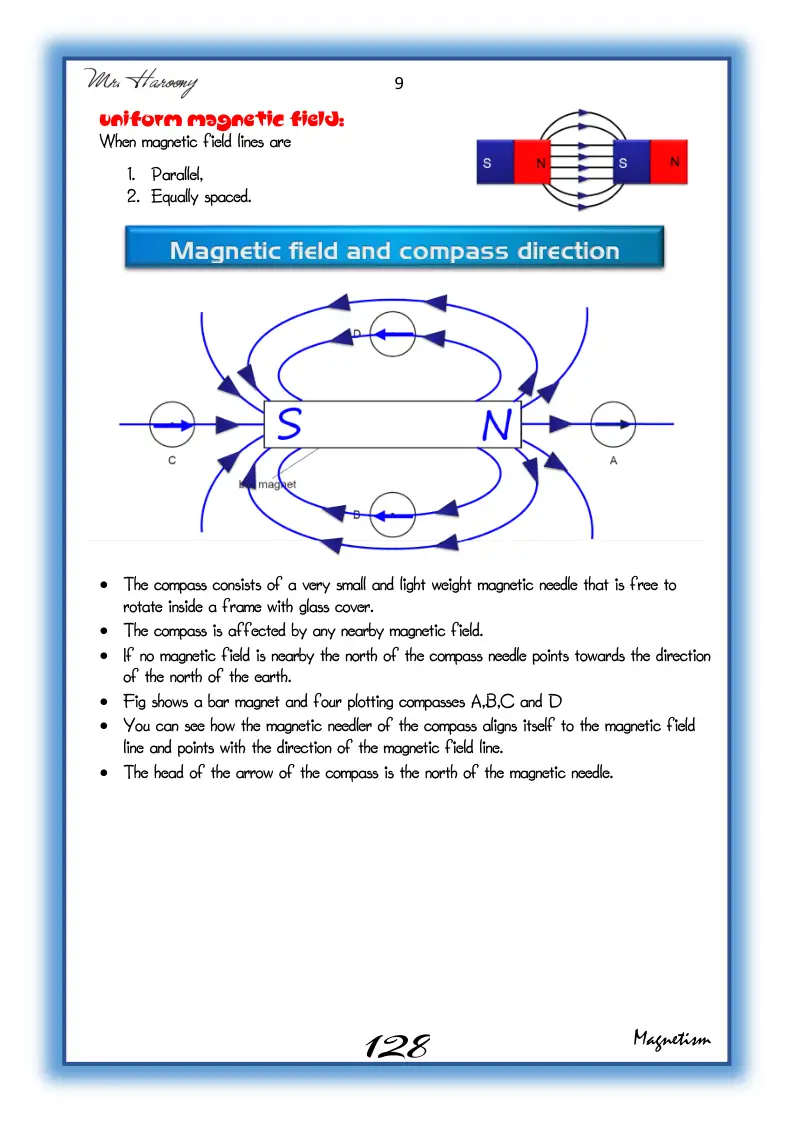 Mr. Haroony
9
uniform magnetic field:
When magnetic field lines are
1. Parallel,
2. Equally spaced.
S N S N
Magnetic field and compass direction
D
S N
C
A
bar magnet
B
• The compass consists of a very small and light weight magnetic needle that is free to
rotate inside a frame with glass cover.
• The compass is affected by any nearby magnetic field.
• If no magnetic field is nearby the north of the compass needle points towards the direction
of the north of the earth.
• Fig shows a bar magnet and four plotting compasses A,B,C and D
• You can see how the magnetic needler of the compass aligns itself to the magnetic field
line and points with the direction of the magnetic field line.
• The head of the arrow of the compass is the north of the magnetic needle.
128
Magnetism